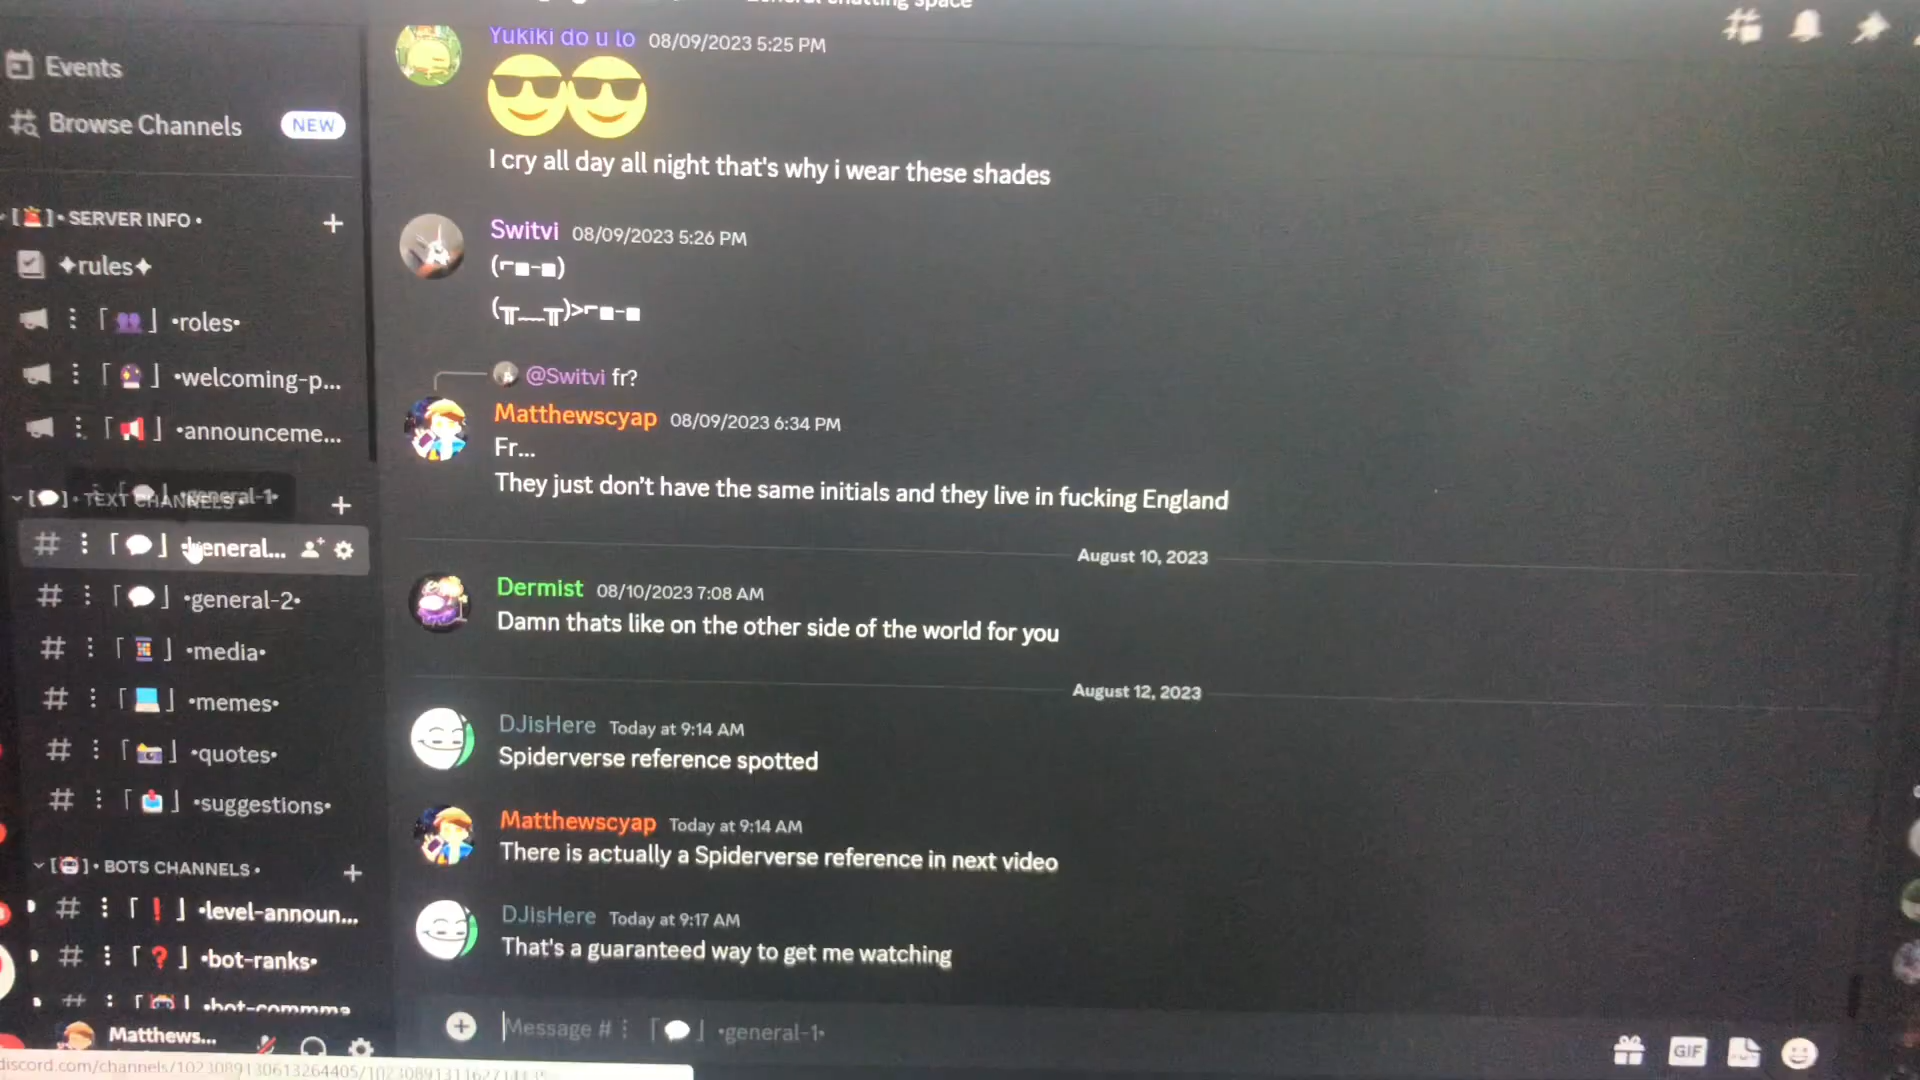 Events
Browse Channels NEW
[🚨]• SERVER INFO •
✦rules✦
⋮ 「👥」 •roles•
⋮ 「🔮」 •welcoming-p...
⋮ 「📢」 •announceme...
[💬]• TEXT CHANNELS •
•general-1•
# ⋮ 「💬」
# ⋮ 「💬」 •general-2•
# ⋮ 「 」 •media•
# ⋮ 「💻」 •memes•
# ⋮ 「📸」 •quotes•
# ⋮ 「📩」 •suggestions•
[🤖]• BOTS CHANNELS •
# ⋮ 「❗」 •level-announ...
# ⋮ 「❓」 •bot-ranks•
Matthews...
Yukiki do u lo 08/09/2023 5:25 PM
😎😎
I cry all day all night that's why i wear these shades
Switvi 08/09/2023 5:26 PM
(⌐■-■)
(╥﹏╥)>⌐■-■
@Switvi fr?
Matthewscyap 08/09/2023 6:34 PM
Fr...
They just don't have the same initials and they live in fucking England
August 10, 2023
Dermist 08/10/2023 7:08 AM
Damn thats like on the other side of the world for you
August 12, 2023
DJisHere Today at 9:14 AM
Spiderverse reference spotted
Matthewscyap Today at 9:14 AM
There is actually a Spiderverse reference in next video
DJisHere Today at 9:17 AM
That's a guaranteed way to get me watching
Message # ⋮ 「💬」 •general-1•
GIF